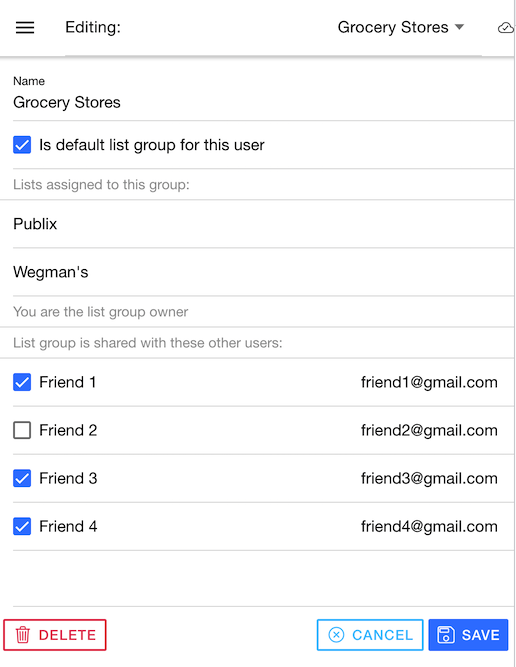 Editing: Grocery Stores
Name
Grocery Stores
Is default list group for this user
Lists assigned to this group:
Publix
Wegman's
You are the list group owner
List group is shared with these other users:
Friend 1 friend1@gmail.com
Friend 2 friend2@gmail.com
Friend 3 friend3@gmail.com
Friend 4 friend4@gmail.com
DELETE CANCEL SAVE